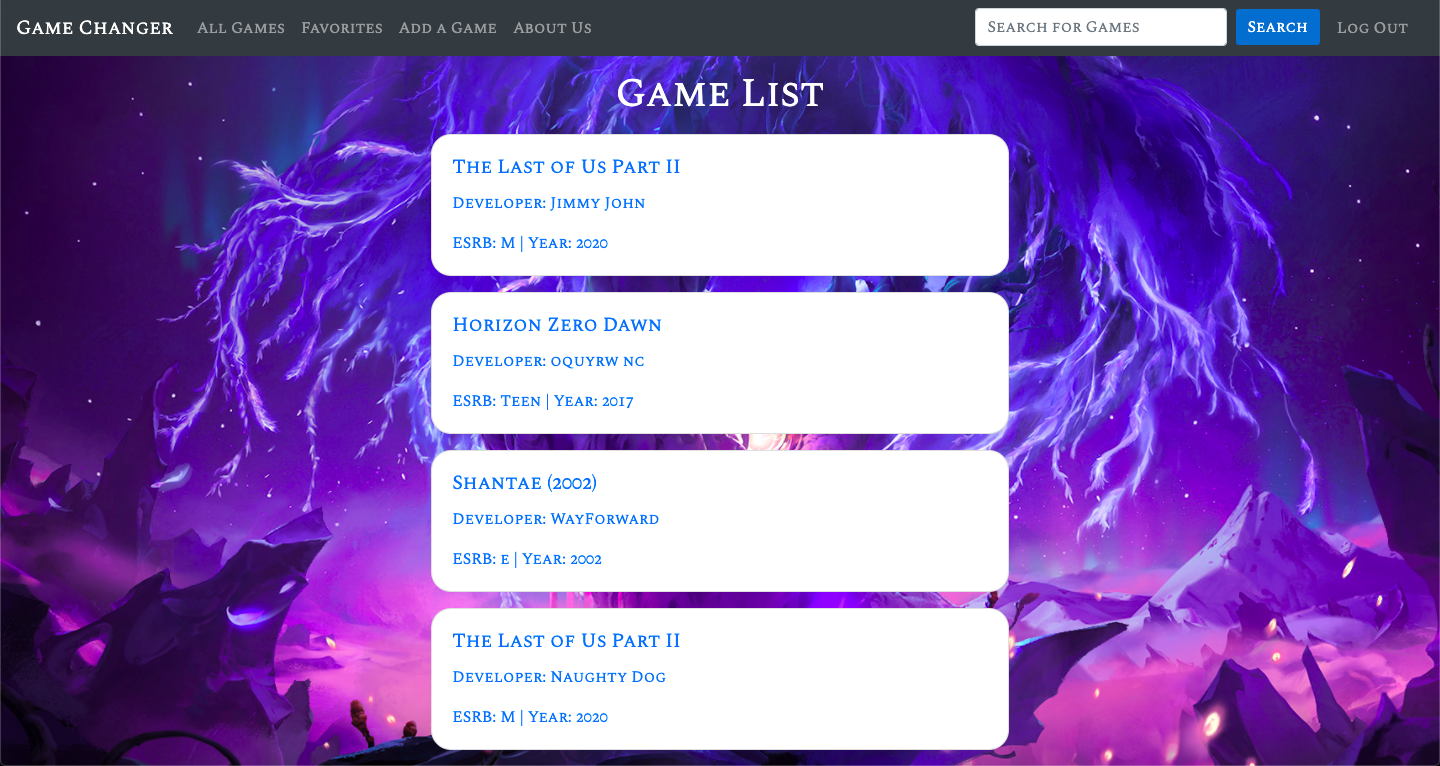 Game Changer All Games Favorites Add a Game About Us Search for Games Search Log Out
Game List
The Last of Us Part II
Developer: Jimmy John
ESRB: M | Year: 2020
Horizon Zero Dawn
Developer: oquyrw nc
ESRB: Teen | Year: 2017
Shantae (2002)
Developer: WayForward
ESRB: e | Year: 2002
The Last of Us Part II
Developer: Naughty Dog
ESRB: M | Year: 2020